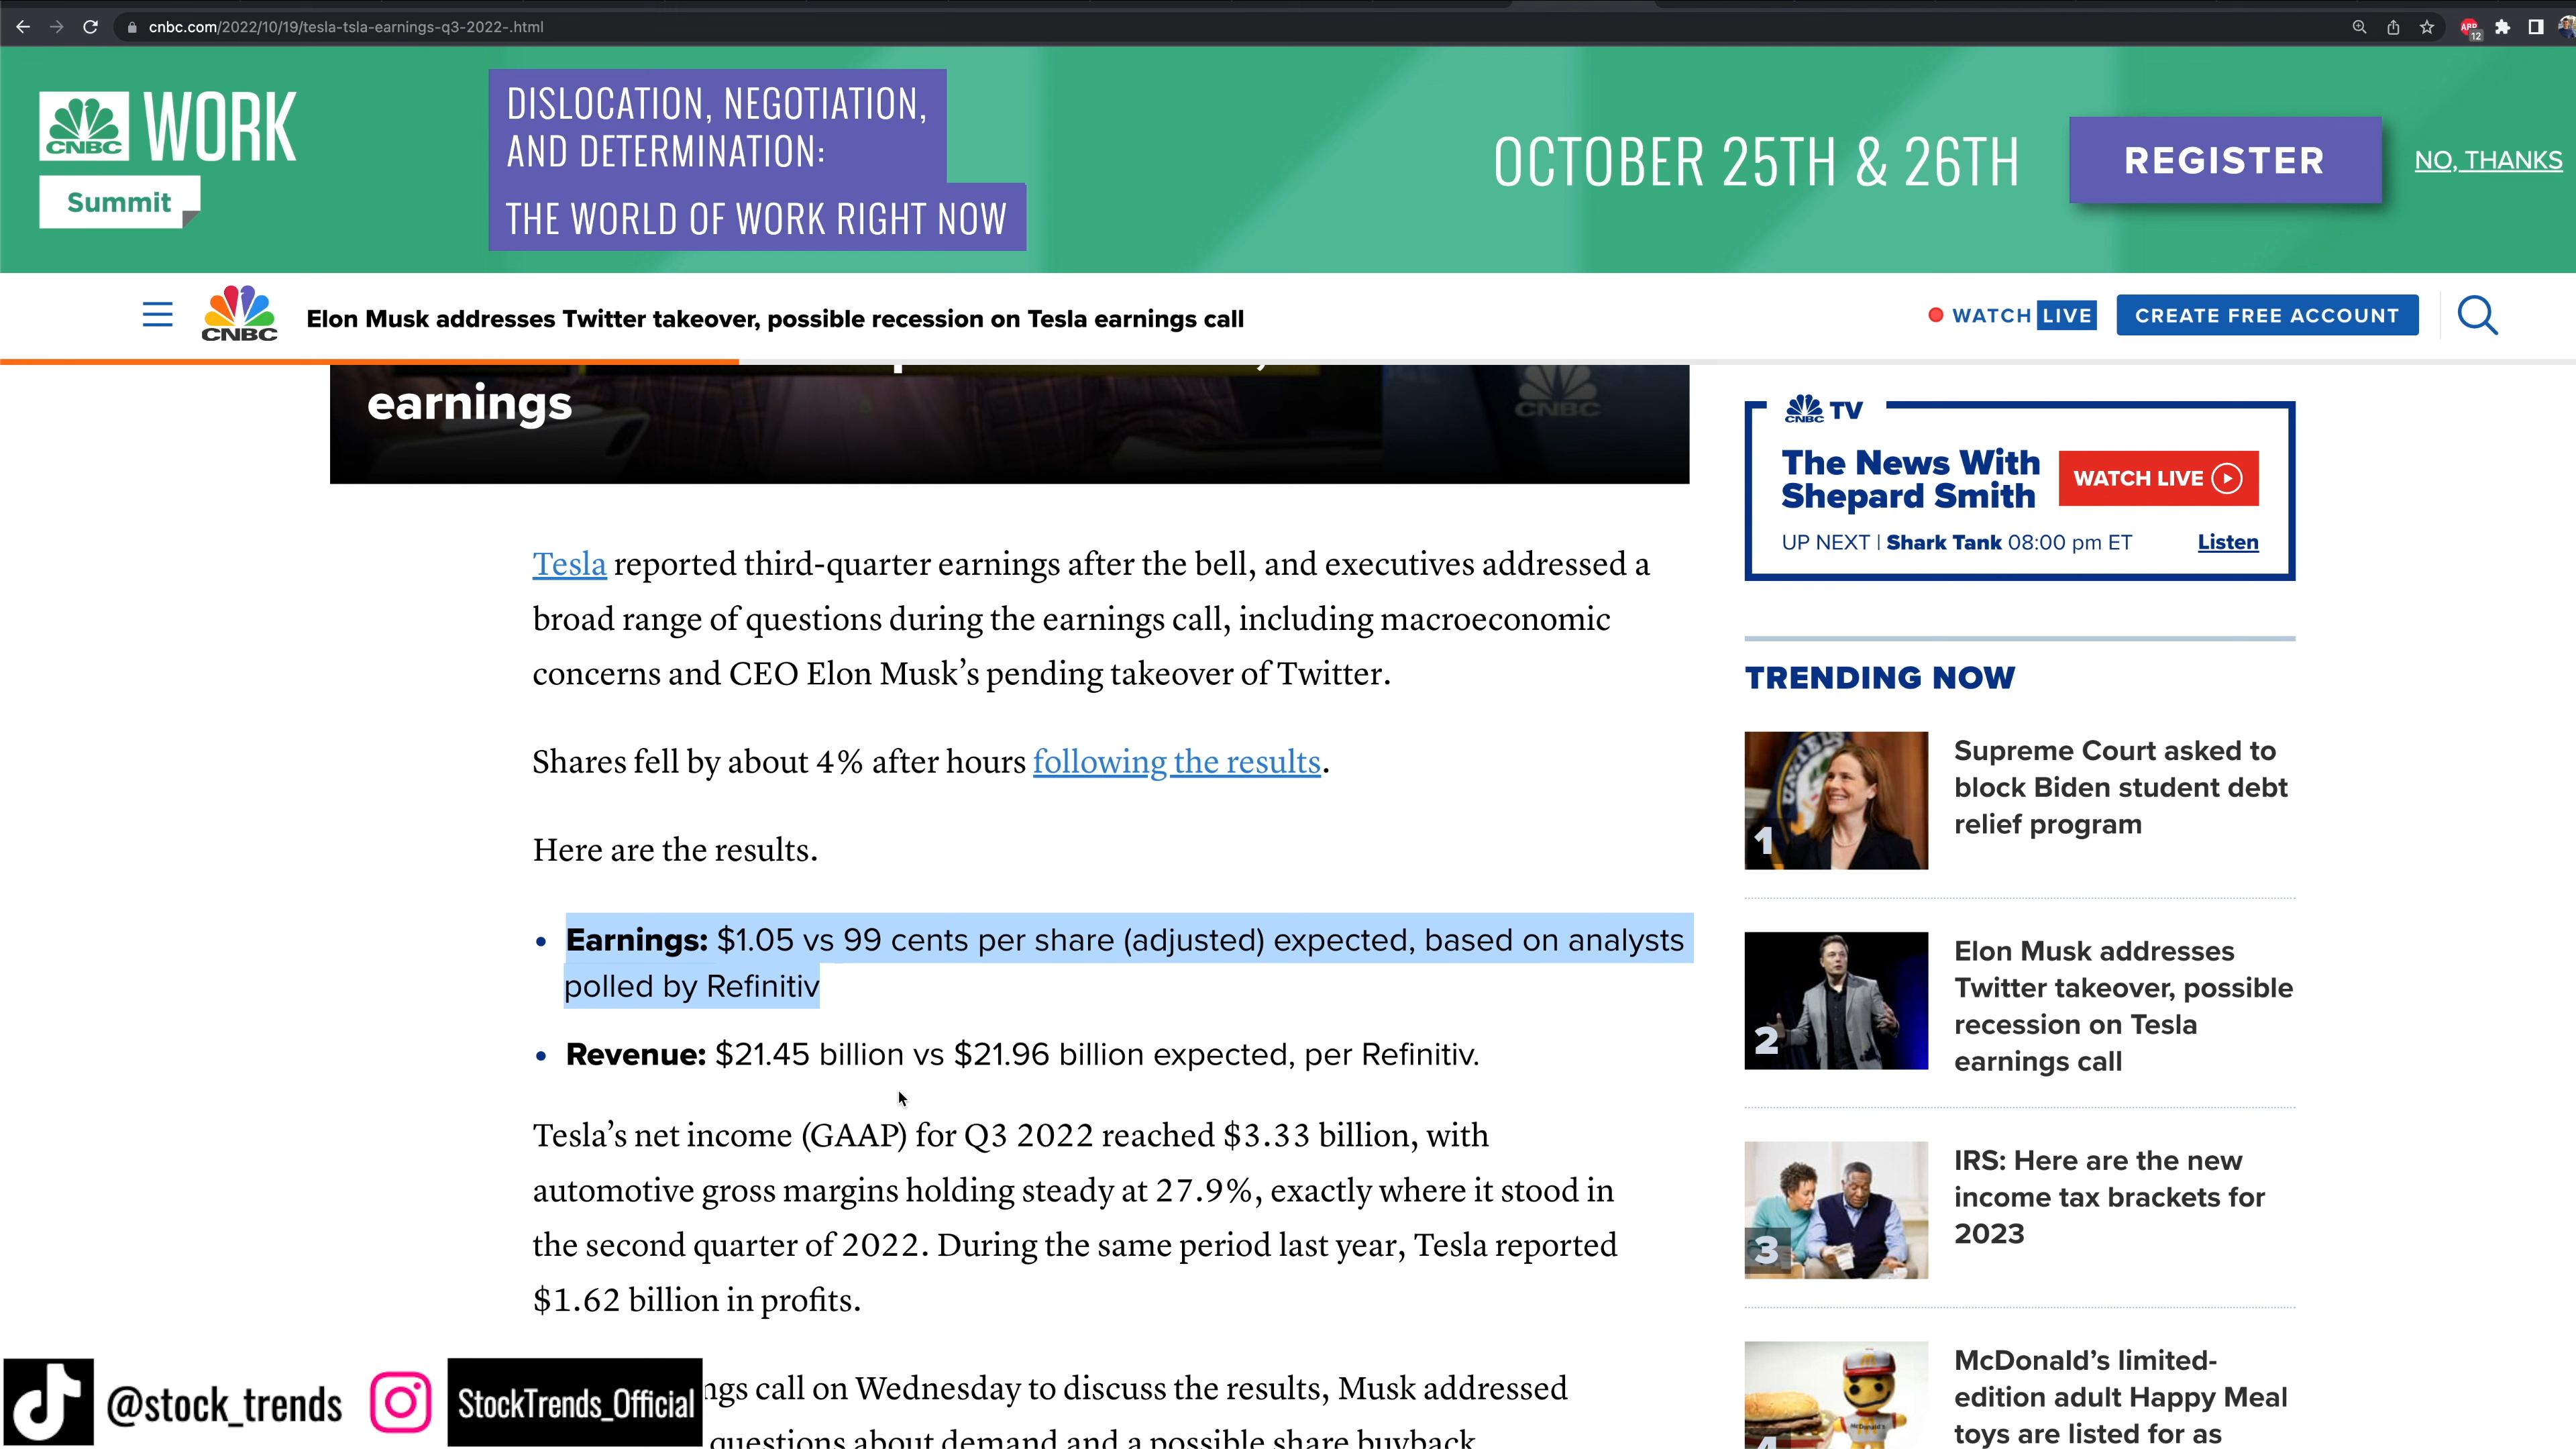 cnbc.com/2022/10/19/tesla-tsla-earnings-q3-2022-.html
ABP
12
CNBC
WORK
Summit
DISLOCATION, NEGOTIATION,
AND DETERMINATION:
THE WORLD OF WORK RIGHT NOW
OCTOBER 25TH & 26TH
REGISTER
NO, THANKS
CNBC
Elon Musk addresses Twitter takeover, possible recession on Tesla earnings call
WATCH LIVE
CREATE FREE ACCOUNT
earnings
CNBC
Tesla reported third-quarter earnings after the bell, and executives addressed a
broad range of questions during the earnings call, including macroeconomic
concerns and CEO Elon Musk’s pending takeover of Twitter.
Shares fell by about 4% after hours following the results.
Here are the results.
• Earnings: $1.05 vs 99 cents per share (adjusted) expected, based on analysts
polled by Refinitiv
• Revenue: $21.45 billion vs $21.96 billion expected, per Refinitiv.
Tesla’s net income (GAAP) for Q3 2022 reached $3.33 billion, with
automotive gross margins holding steady at 27.9%, exactly where it stood in
the second quarter of 2022. During the same period last year, Tesla reported
$1.62 billion in profits.
ngs call on Wednesday to discuss the results, Musk addressed
questions about demand and a possible share buyback
CNBC TV
The News With
Shepard Smith
WATCH LIVE
UP NEXT | Shark Tank 08:00 pm ET
Listen
TRENDING NOW
1
Supreme Court asked to
block Biden student debt
relief program
2
Elon Musk addresses
Twitter takeover, possible
recession on Tesla
earnings call
3
IRS: Here are the new
income tax brackets for
2023
4
McDonald’s limited-
edition adult Happy Meal
toys are listed for as
@stock_trends
StockTrends_Official